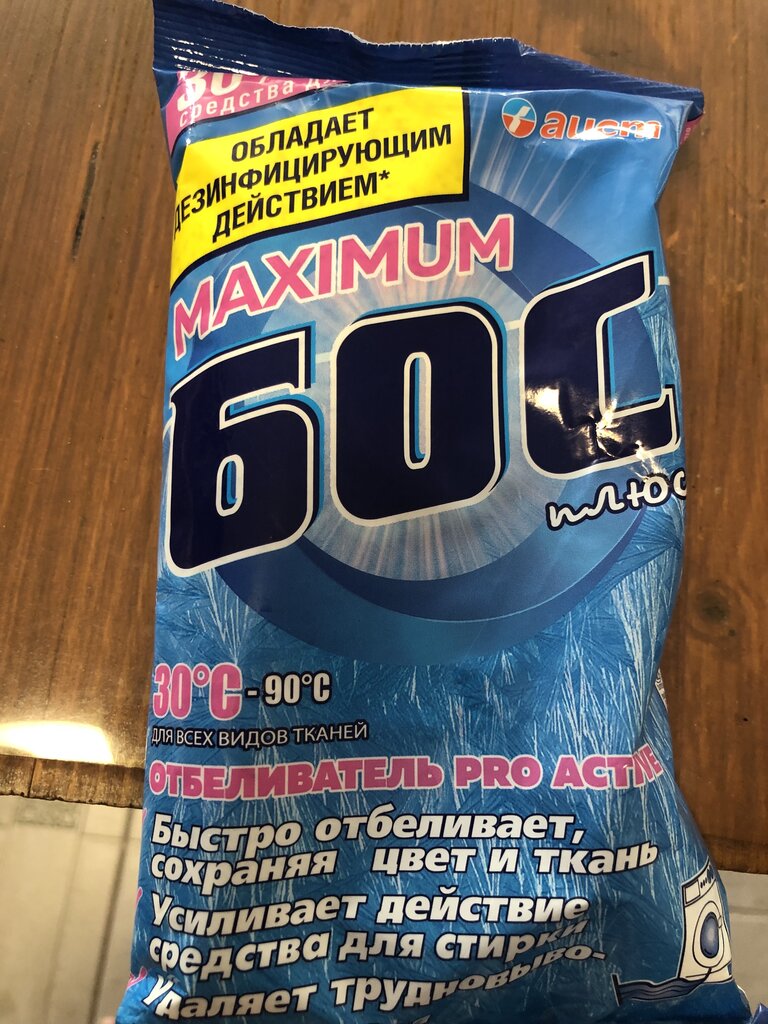 средства
ОБЛАДАЕТ
ДЕЗИНФИЦИРУЮЩИМ
ДЕЙСТВИЕМ*
аист
MAXIMUM
БОС
плюс
30°C - 90°C
ДЛЯ ВСЕХ ВИДОВ ТКАНЕЙ
ОТБЕЛИВАТЕЛЬ PRO ACTIVE
Быстро отбеливает,
сохраняя цвет и ткань
Усиливает действие
средства для стирки
Удаляет трудновыво-